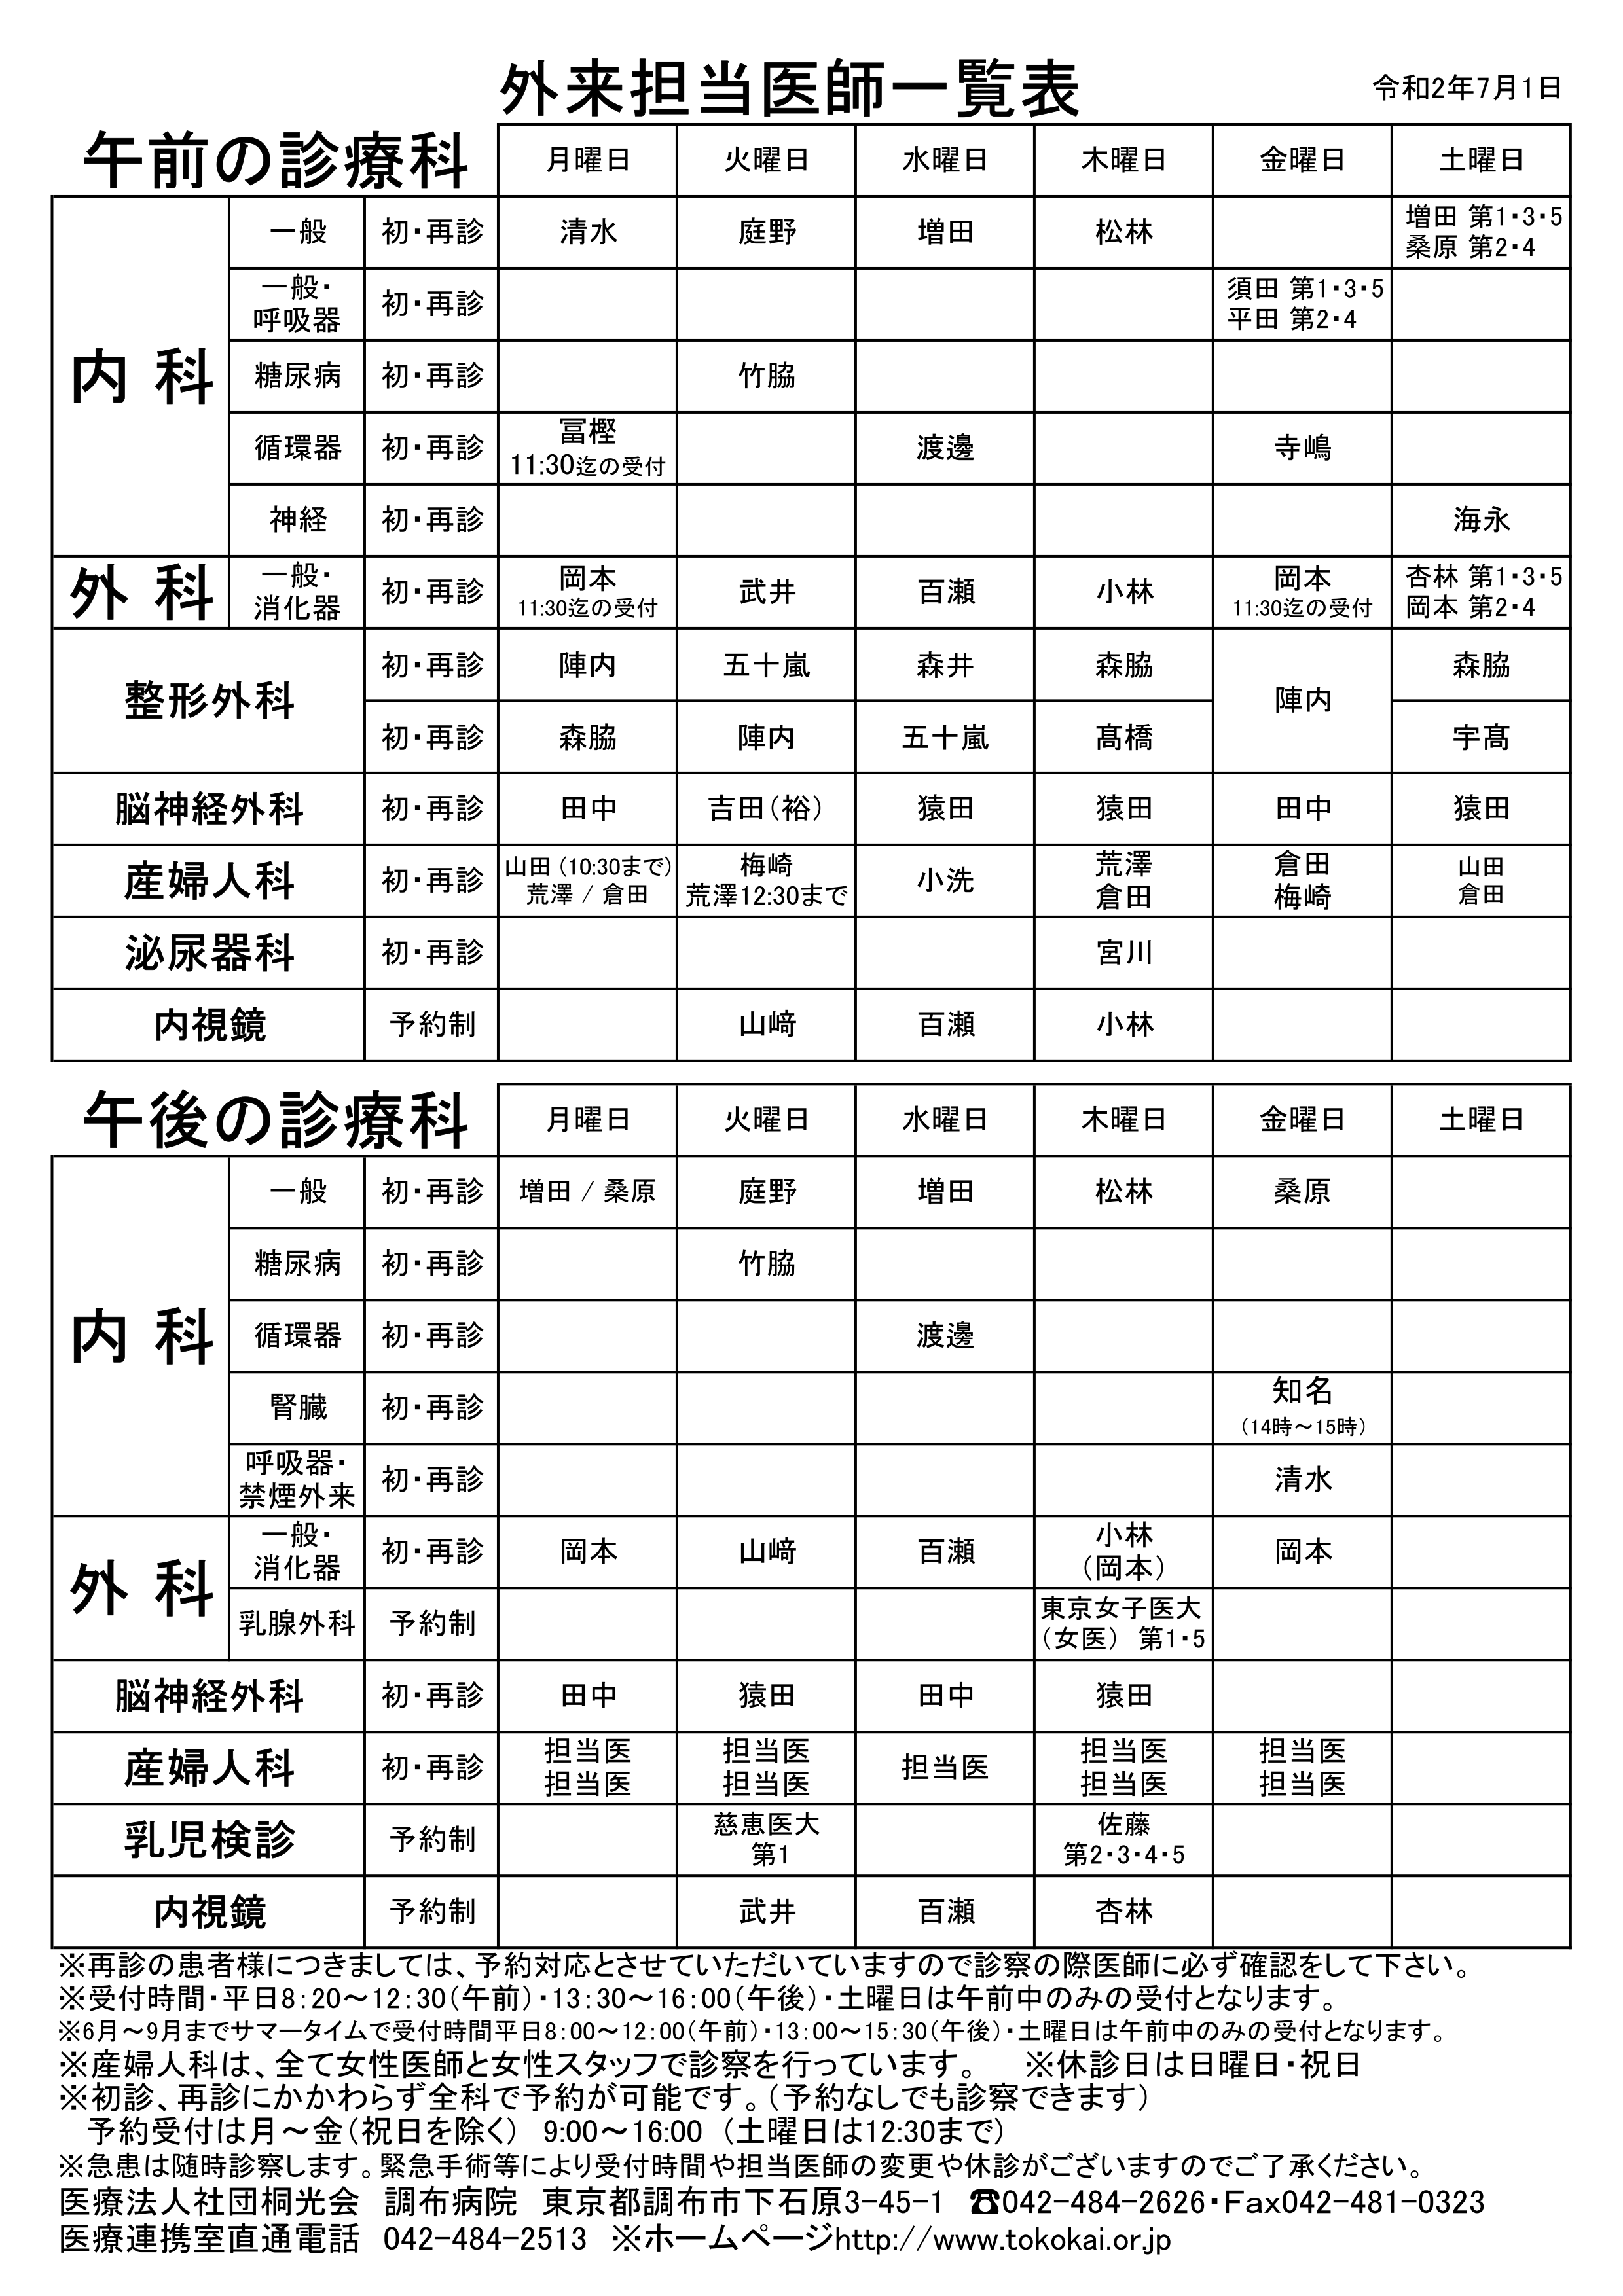 外来担当医師一覧表
令和2年7月1日
午前の診療科 月曜日 火曜日 水曜日 木曜日 金曜日 土曜日
内科
一般 初・再診 清水 庭野 増田 松林 増田 第1・3・5
桑原 第2・4
一般・
呼吸器 初・再診 須田 第1・3・5
平田 第2・4
糖尿病 初・再診 竹脇
循環器 初・再診 冨樫 渡邊 寺嶋
11:30迄の受付
神経 初・再診 海永
外科
一般・
消化器 初・再診 岡本 武井 百瀬 小林 岡本 杏林 第1・3・5
11:30迄の受付 11:30迄の受付 岡本 第2・4
整形外科
初・再診 陣内 五十嵐 森井 森脇 陣内 森脇
初・再診 森脇 陣内 五十嵐 髙橋 宇髙
脳神経外科 初・再診 田中 吉田(裕) 猿田 猿田 田中 猿田
産婦人科 初・再診 山田 (10:30まで) 梅崎 小洗 荒澤 倉田 山田
荒澤 / 倉田 荒澤12:30まで 倉田 梅崎 倉田
泌尿器科 初・再診 宮川
内視鏡 予約制 山﨑 百瀬 小林
午後の診療科 月曜日 火曜日 水曜日 木曜日 金曜日 土曜日
内科
一般 初・再診 増田 / 桑原 庭野 増田 松林 桑原
糖尿病 初・再診 竹脇
循環器 初・再診 渡邊
腎臓 初・再診 知名
(14時～15時)
呼吸器・
禁煙外来 初・再診 清水
外科
一般・
消化器 初・再診 岡本 山﨑 百瀬 小林 岡本
(岡本)
乳腺外科 予約制 東京女子医大
(女医) 第1・5
脳神経外科 初・再診 田中 猿田 田中 猿田
産婦人科 初・再診 担当医 担当医 担当医 担当医 担当医
担当医 担当医 担当医 担当医
乳児検診 予約制 慈恵医大 佐藤
第1 第2・3・4・5
内視鏡 予約制 武井 百瀬 杏林
※再診の患者様につきましては、予約対応とさせていただいていますので診察の際医師に必ず確認をして下さい。
※受付時間・平日8:20～12:30(午前)・13:30～16:00(午後)・土曜日は午前中のみの受付となります。
※6月～9月までサマータイムで受付時間平日8:00～12:00(午前)・13:00～15:30(午後)・土曜日は午前中のみの受付となります。
※産婦人科は、全て女性医師と女性スタッフで診察を行っています。 ※休診日は日曜日・祝日
※初診、再診にかかわらず全科で予約が可能です。(予約なしでも診察できます)
予約受付は月～金(祝日を除く) 9:00～16:00 (土曜日は12:30まで)
※急患は随時診察します。緊急手術等により受付時間や担当医師の変更や休診がございますのでご了承ください。
医療法人社団桐光会 調布病院 東京都調布市下石原3-45-1 ☎042-484-2626・Fax042-481-0323
医療連携室直通電話 042-484-2513 ※ホームページhttp://www.tokokai.or.jp